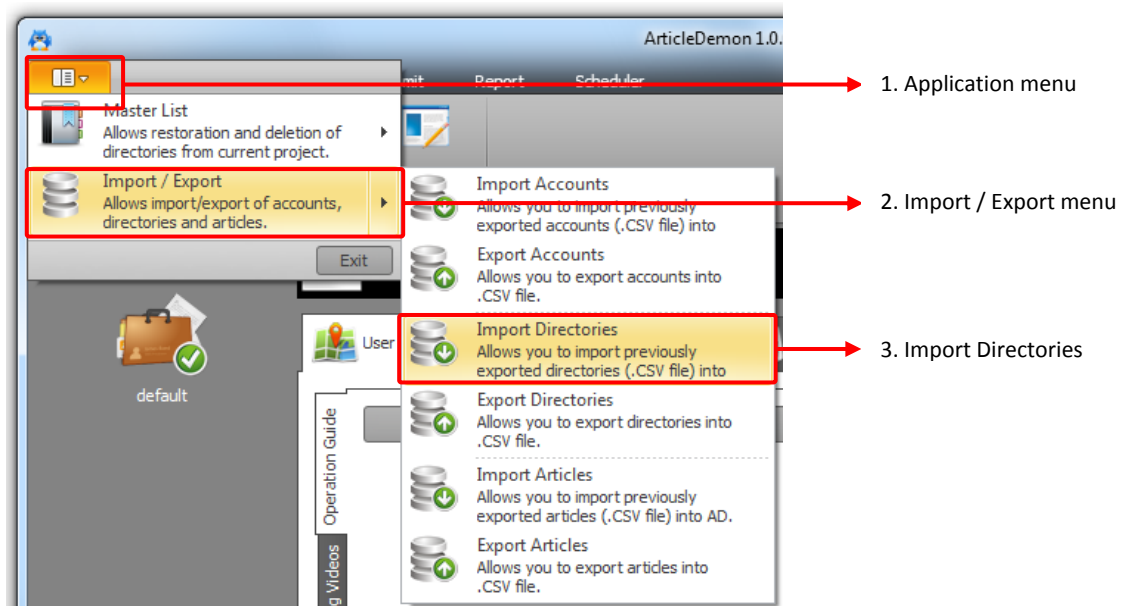 ArticleDemon 1.0.
mit Report Scheduler
1. Application menu
Master List
Allows restoration and deletion of
directories from current project.
Import / Export
Allows import/export of accounts,
directories and articles.
2. Import / Export menu
Exit
Import Accounts
Allows you to import previously
exported accounts (.CSV file) into
Export Accounts
Allows you to export accounts into
.CSV file.
Import Directories
Allows you to import previously
exported directories (.CSV file) into
3. Import Directories
Export Directories
Allows you to export directories into
.CSV file.
Import Articles
Allows you to import previously
exported articles (.CSV file) into AD.
Export Articles
Allows you to export articles into
.CSV file.
default
User
Operation Guide
g Videos